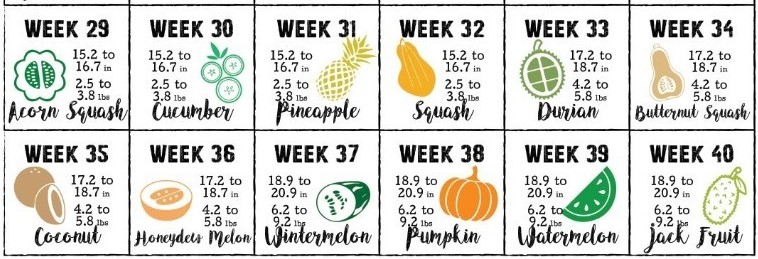 WEEK 29
15.2 to
16.7 in
2.5 to
3.8 lbs
Acorn Squash
WEEK 30
15.2 to
16.7 in
2.5 to
3.8 lbs
Cucumber
WEEK 31
15.2 to
16.7 in
2.5 to
3.8 lbs
Pineapple
WEEK 32
15.2 to
16.7 in
2.5 to
3.8 lbs
Squash
WEEK 33
17.2 to
18.7 in
4.2 to
5.8 lbs
Durian
WEEK 34
17.2 to
18.7 in
4.2 to
5.8 lbs
Butternut Squash
WEEK 35
17.2 to
18.7 in
4.2 to
5.8 lbs
Coconut
WEEK 36
17.2 to
18.7 in
4.2 to
5.8 lbs
Honeydew Melon
WEEK 37
18.9 to
20.9 in
6.2 to
9.2 lbs
Wintermelon
WEEK 38
18.9 to
20.9 in
6.2 to
9.2 lbs
Pumpkin
WEEK 39
18.9 to
20.9 in
6.2 to
9.2 lbs
Watermelon
WEEK 40
18.9 to
20.9 in
6.2 to
9.2 lbs
Jack Fruit